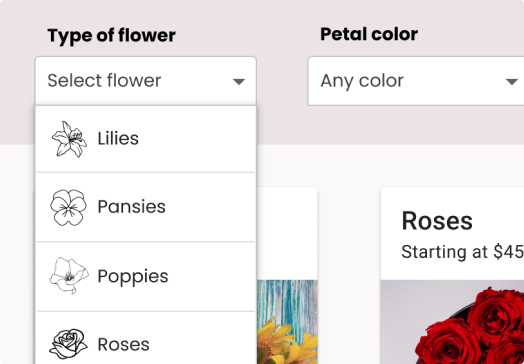 Type of flower
Petal color
Select flower
Any color
Lilies
Pansies
Poppies
Roses
Roses
Starting at $45